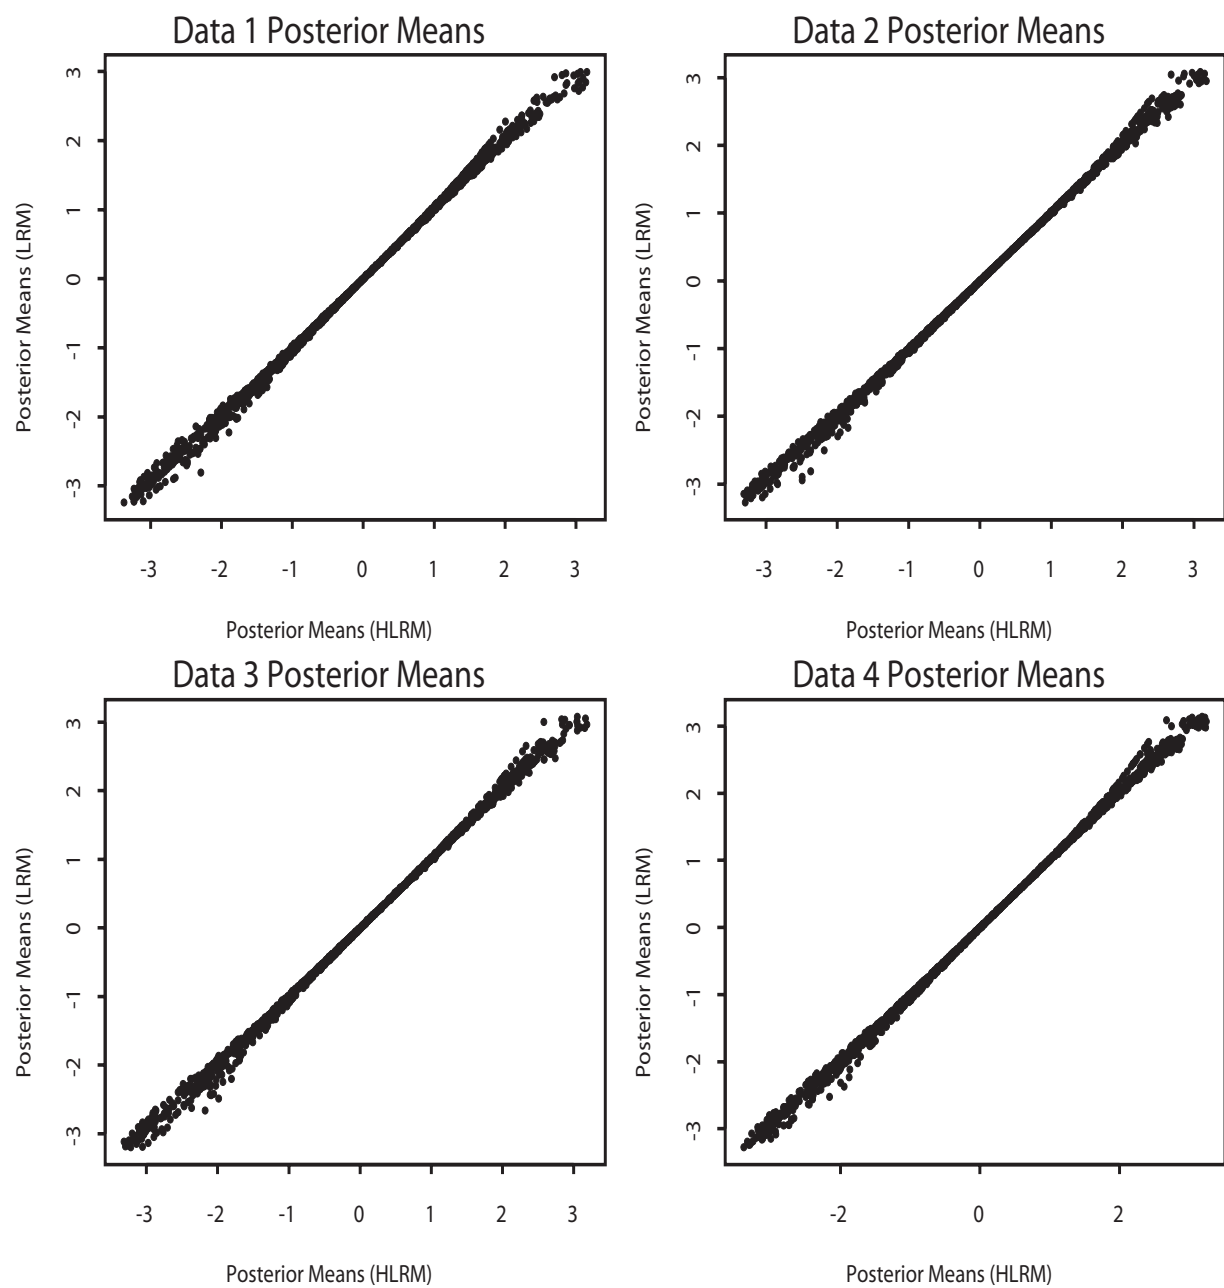 Data 1 Posterior Means
Data 2 Posterior Means
Posterior Means (LRM)
3
2
1
0
-1
-2
-3
-3 -2 -1 0 1 2 3
Posterior Means (HLRM)
Posterior Means (LRM)
3
2
1
0
-1
-2
-3
-3 -2 -1 0 1 2 3
Posterior Means (HLRM)
Data 3 Posterior Means
Data 4 Posterior Means
Posterior Means (LRM)
3
2
1
0
-1
-2
-3
-3 -2 -1 0 1 2 3
Posterior Means (HLRM)
Posterior Means (LRM)
3
2
1
0
-1
-2
-3
-2 0 2
Posterior Means (HLRM)